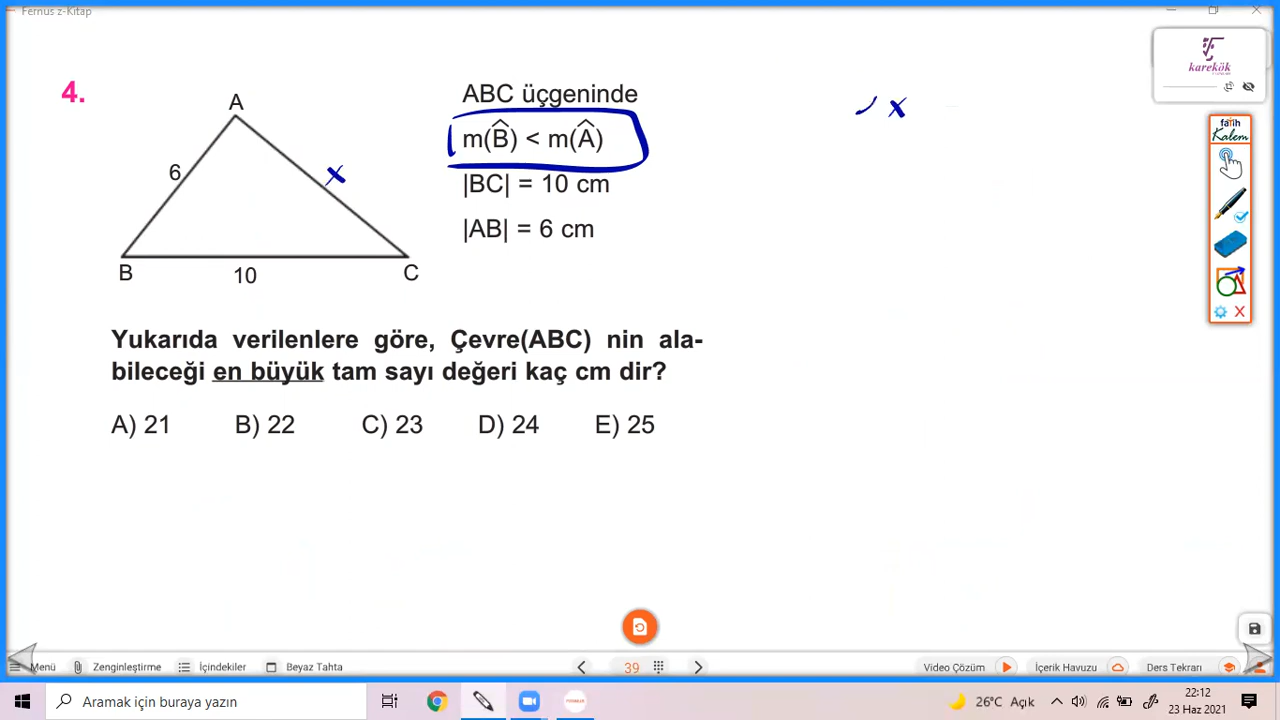 Fernus z-Kitap
karekök
4.
A
6
x
B
10
C
ABC üçgeninde
m(B̂) < m(Â)
|BC| = 10 cm
|AB| = 6 cm
x
fatih
Kalem
Yukarıda verilenlere göre, Çevre(ABC) nin ala-
bileceği en büyük tam sayı değeri kaç cm dir?
A) 21 B) 22 C) 23 D) 24 E) 25
Menü Zenginleştirme İçindekiler Beyaz Tahta 39 Video Çözüm İçerik Havuzu Ders Tekrarı
Aramak için buraya yazın 26°C Açık 22:12
23 Haz 2021